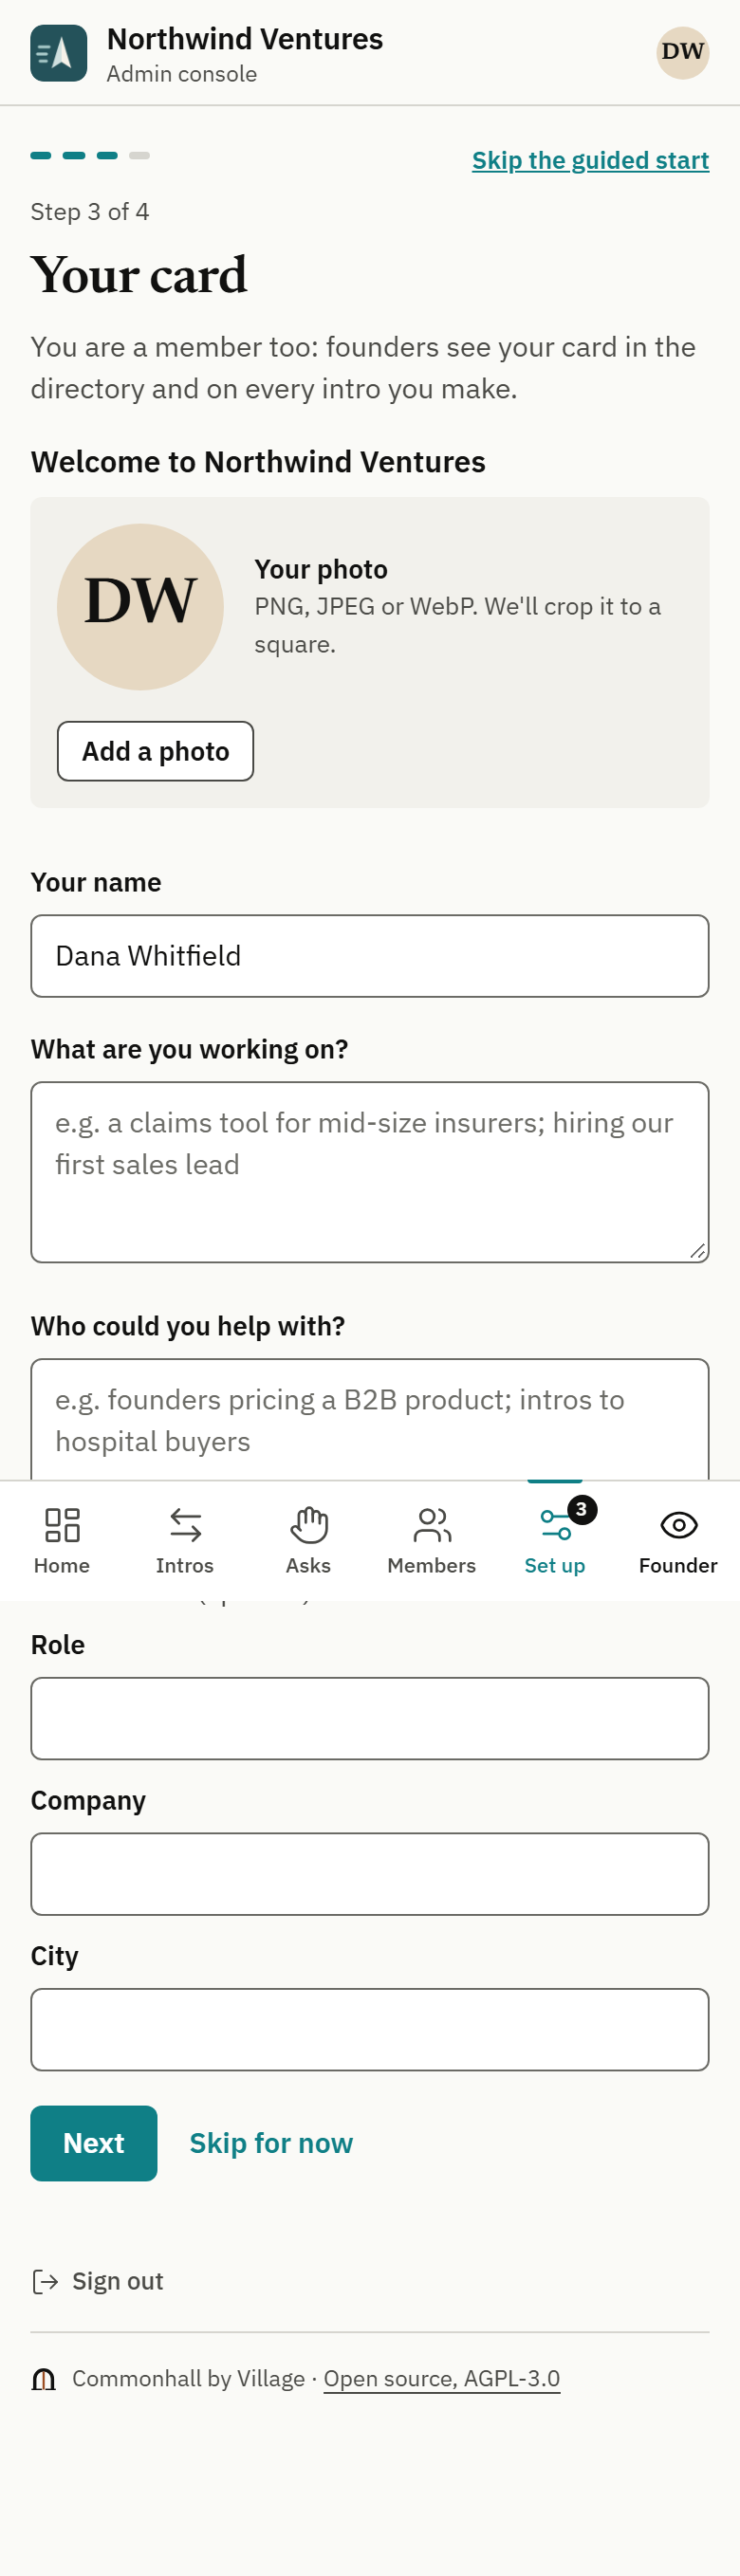 Northwind Ventures
Admin console
DW
Skip the guided start
Step 3 of 4
Your card
You are a member too: founders see your card in the
directory and on every intro you make.
Welcome to Northwind Ventures
DW
Your photo
PNG, JPEG or WebP. We'll crop it to a
square.
Add a photo
Your name
Dana Whitfield
What are you working on?
e.g. a claims tool for mid-size insurers; hiring our
first sales lead
Who could you help with?
e.g. founders pricing a B2B product; intros to
hospital buyers
Home
Intros
Asks
Members
3
Set up
Founder
Role
Company
City
Next
Skip for now
Sign out
Commonhall by Village · Open source, AGPL-3.0